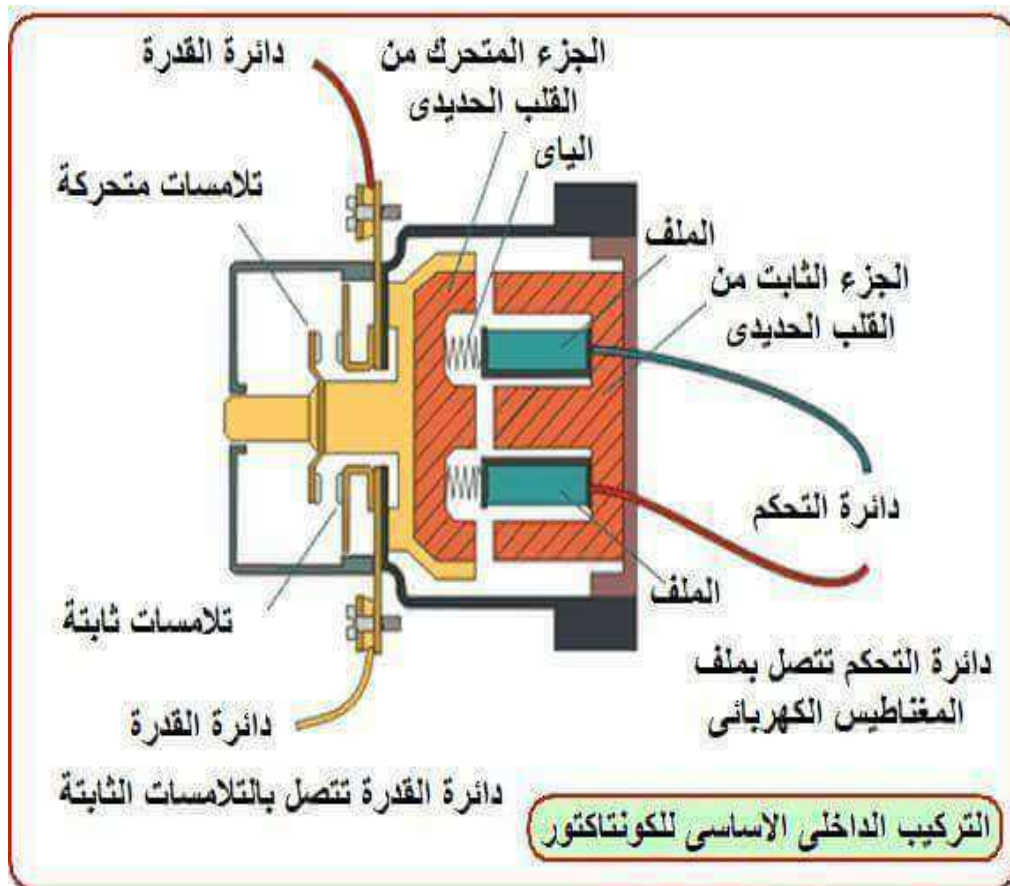 دائرة القدرة
الجزء المتحرك من
القلب الحديدى
الياى
تلامسات متحركة
الملف
الجزء الثابت من
القلب الحديدى
دائرة التحكم
الملف
تلامسات ثابتة
دائرة التحكم تتصل بملف
المغناطيس الكهربائى
دائرة القدرة
دائرة القدرة تتصل بالتلامسات الثابتة
التركيب الداخلى الاساسى للكونتاكتور